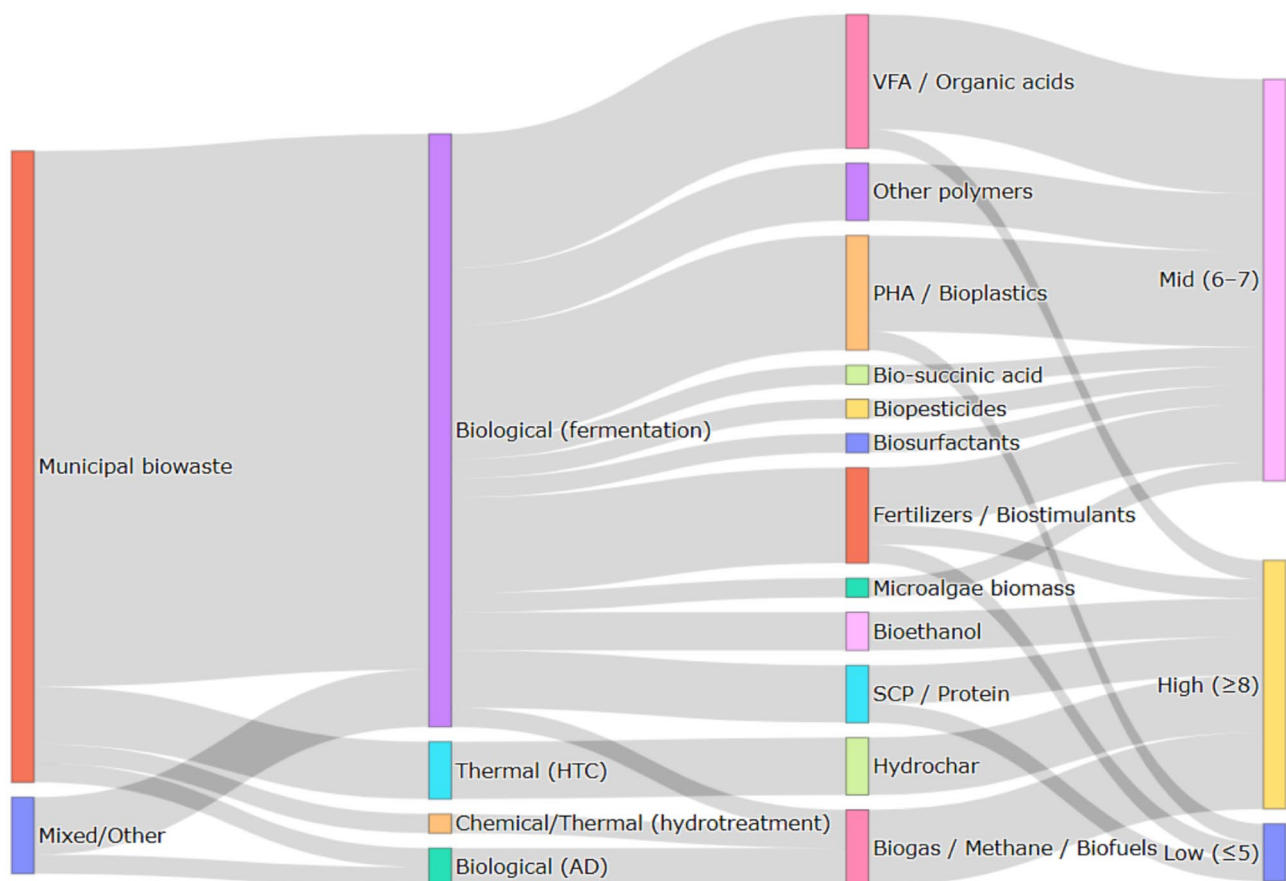 Municipal biowaste
Mixed/Other
Biological (fermentation)
Thermal (HTC)
Chemical/Thermal (hydrotreatment)
Biological (AD)
VFA / Organic acids
Other polymers
PHA / Bioplastics
Bio-succinic acid
Biopesticides
Biosurfactants
Fertilizers / Biostimulants
Microalgae biomass
Bioethanol
SCP / Protein
Hydrochar
Biogas / Methane / Biofuels
Mid (6–7)
High (≥8)
Low (≤5)